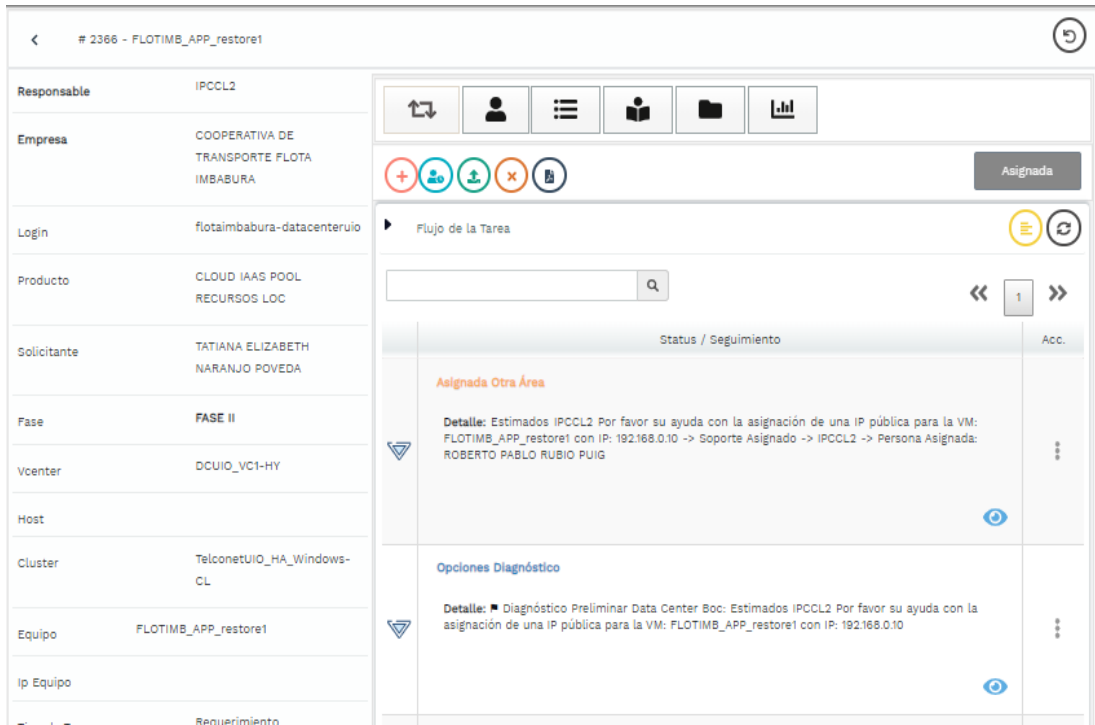 # 2366 - FLOTIMB_APP_restore1
Responsable
IPCCL2
Empresa
COOPERATIVA DE
TRANSPORTE FLOTA
IMBABURA
Login
flotaimbabura-datacenteruio
Producto
CLOUD IAAS POOL
RECURSOS LOC
Solicitante
TATIANA ELIZABETH
NARANJO POVEDA
Fase
FASE II
Vcenter
DCUIO_VC1-HY
Host
Cluster
TelconetUIO_HA_Windows-
CL
Equipo
FLOTIMB_APP_restore1
Ip Equipo
Requerimiento
Asignada
Flujo de la Tarea
1
Status / Seguimiento
Acc.
Asignada Otra Área
Detalle: Estimados IPCCL2 Por favor su ayuda con la asignación de una IP pública para la VM:
FLOTIMB_APP_restore1 con IP: 192.168.0.10 -> Soporte Asignado -> IPCCL2 -> Persona Asignada:
ROBERTO PABLO RUBIO PUIG
Opciones Diagnóstico
Detalle: Diagnóstico Preliminar Data Center Boc: Estimados IPCCL2 Por favor su ayuda con la
asignación de una IP pública para la VM: FLOTIMB_APP_restore1 con IP: 192.168.0.10